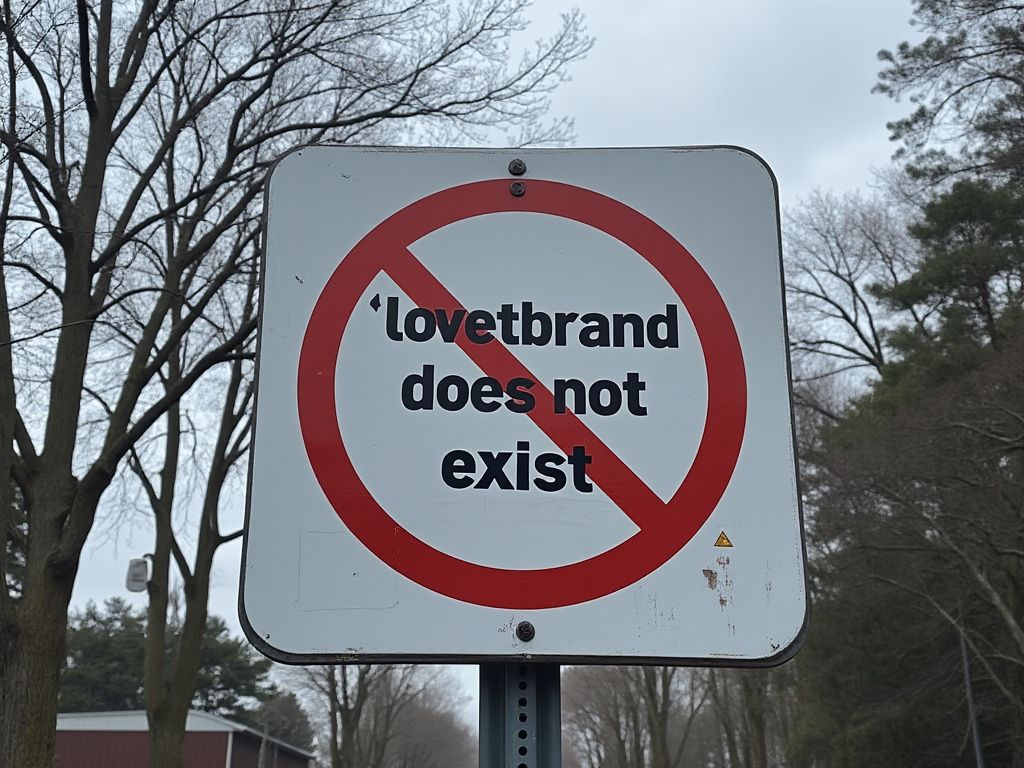 ‘lovetbrand
does not
exist